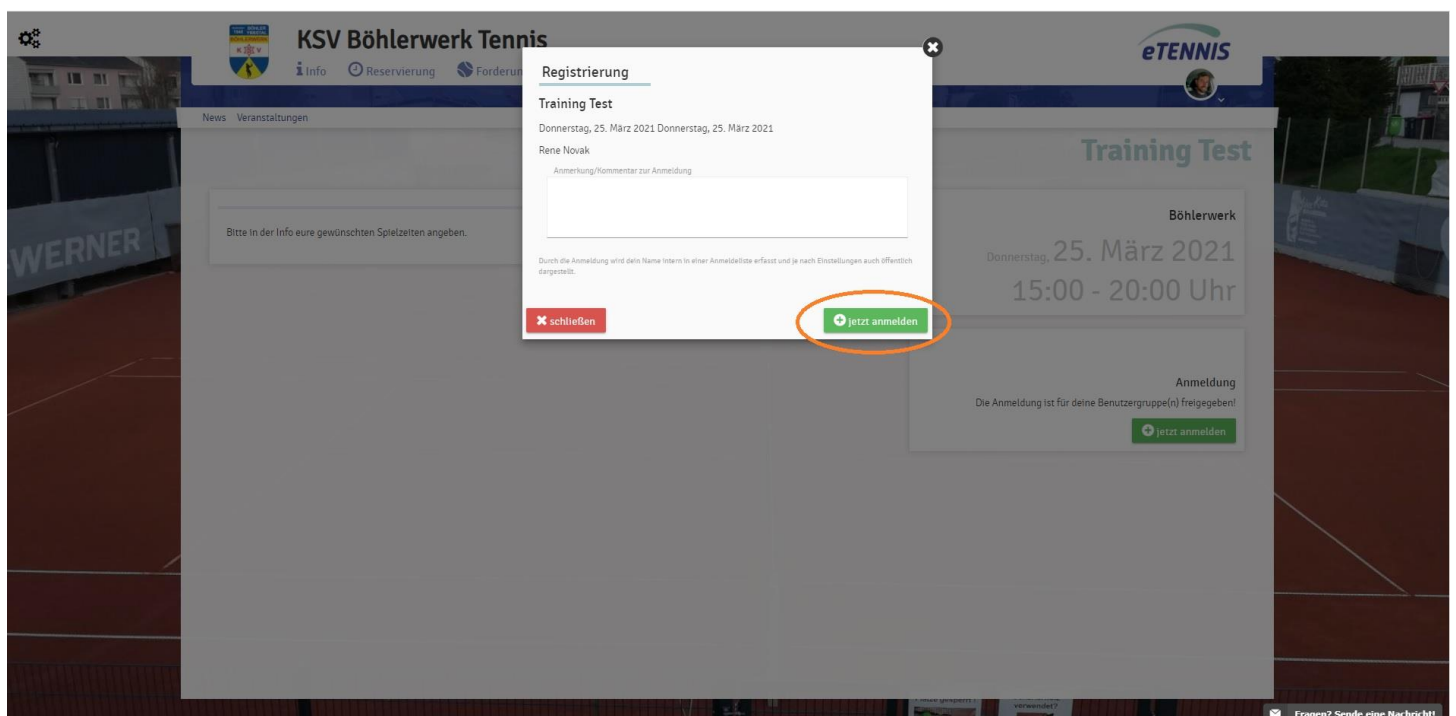 KSV Böhlerwerk Tennis
eTENNIS
Info Reservierung Forderun
News Veranstaltungen
Training Test
Bitte in der Info eure gewünschten Spielzeiten angeben.
Registrierung
Training Test
Donnerstag, 25. März 2021 Donnerstag, 25. März 2021
Rene Novak
Anmerkung/Kommentar zur Anmeldung
Durch die Anmeldung wird dein Name intern in einer Anmeldeliste erfasst und je nach Einstellungen auch öffentlich
dargestellt.
schließen
jetzt anmelden
Böhlerwerk
Donnerstag, 25. März 2021
15:00 - 20:00 Uhr
Anmeldung
Die Anmeldung ist für deine Benutzergruppe(n) freigegeben!
jetzt anmelden
WERNER
verwendet?
Fragen? Sende eine Nachricht!